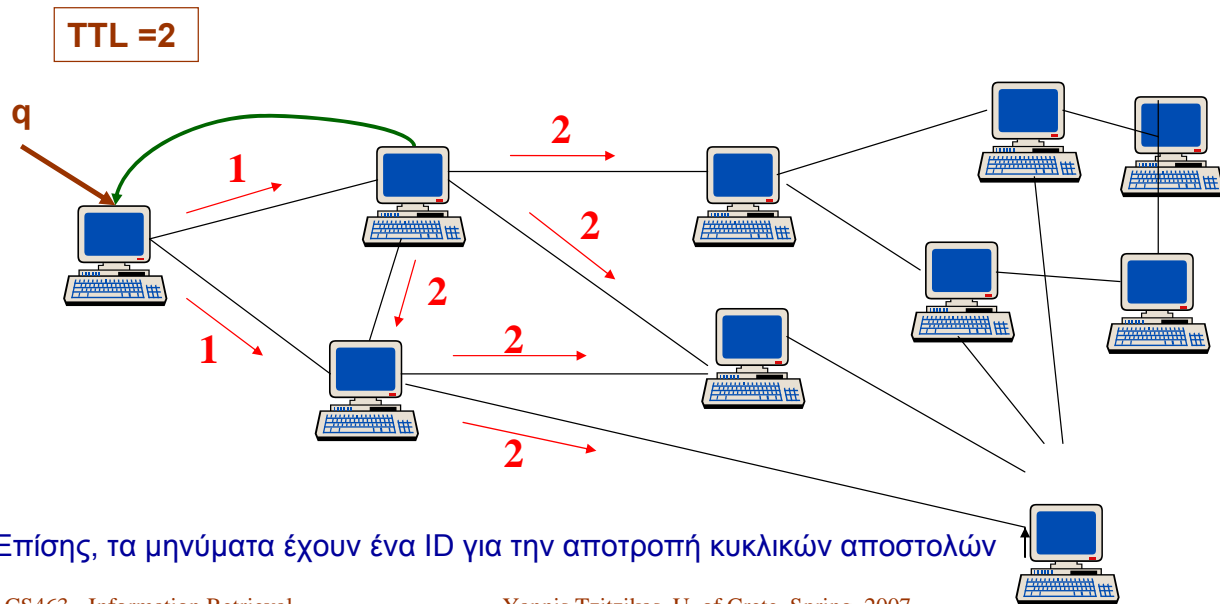 TTL =2
q
2
1
2
2
2
1
2
Επίσης, τα μηνύματα έχουν ένα ID για την αποτροπή κυκλικών αποστολών
CS463 - Information Retrieval Yannis Tzitzikas, U. of Crete, Spring 2007